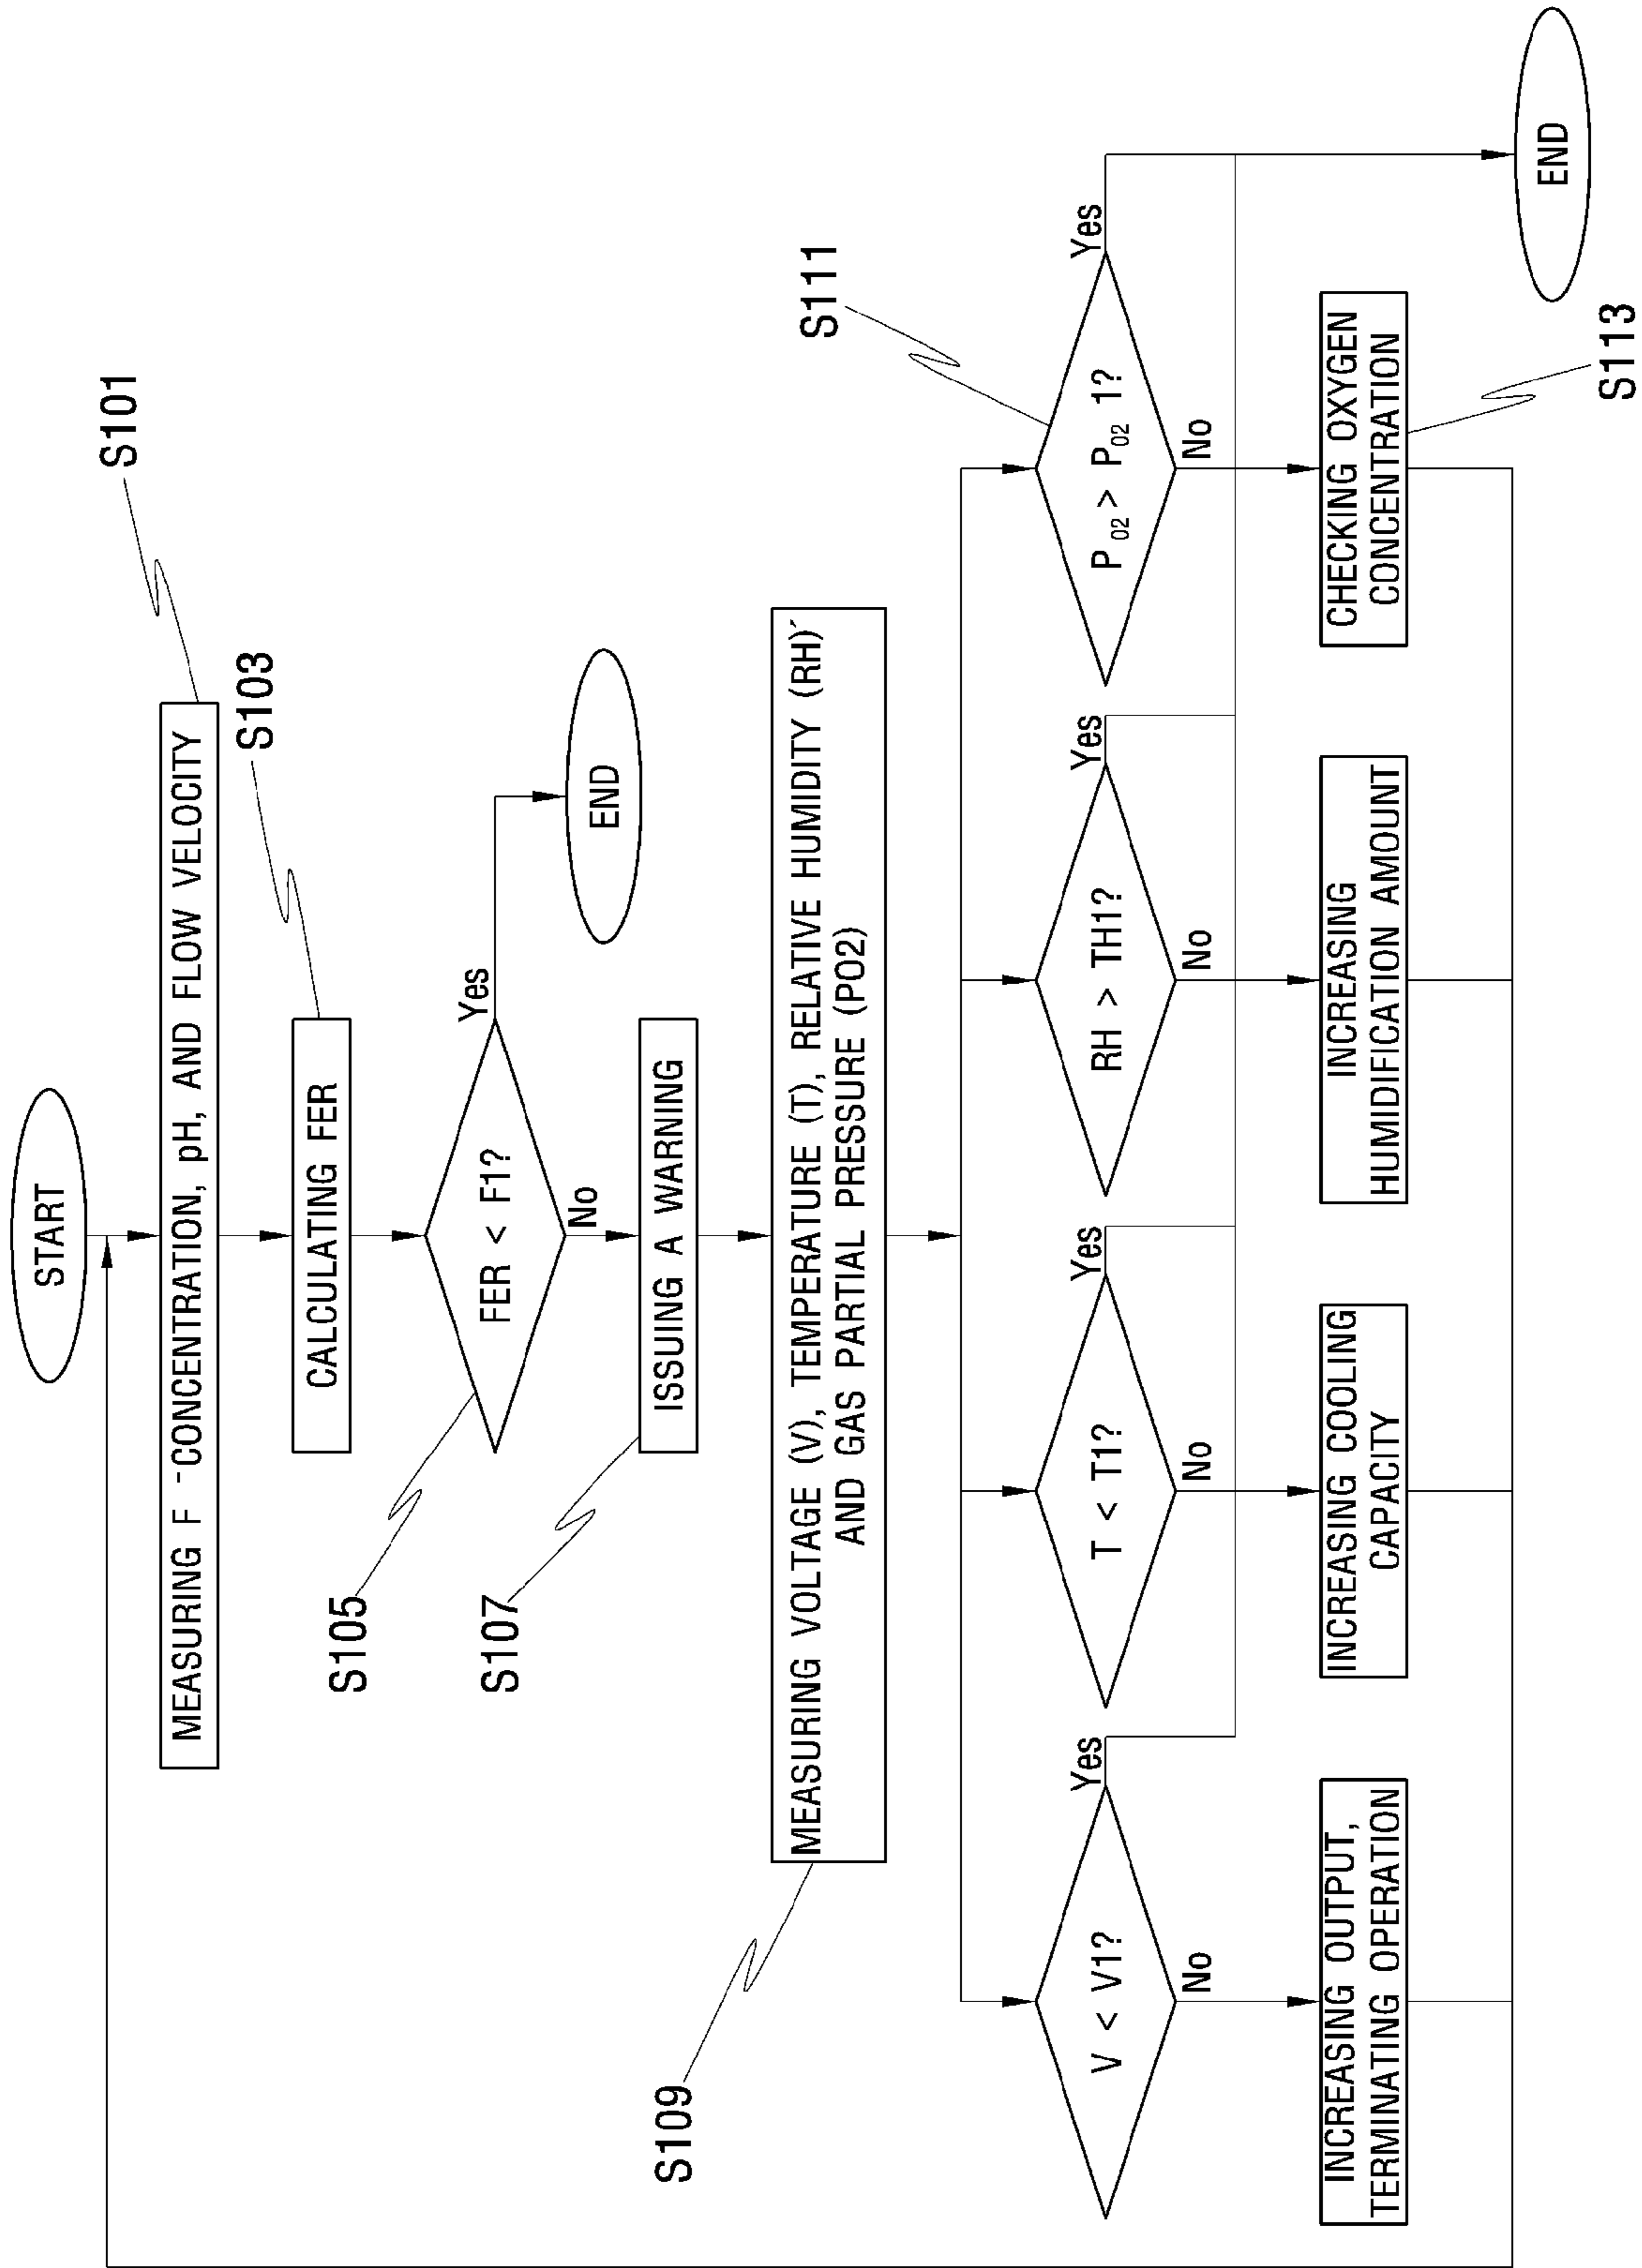 START
S101
MEASURING F⁻ CONCENTRATION, pH, AND FLOW VELOCITY
S103
CALCULATING FER
S105
FER < F1?
Yes
No
END
S107
ISSUING A WARNING
S109
MEASURING VOLTAGE (V), TEMPERATURE (T), RELATIVE HUMIDITY (RH)´
AND GAS PARTIAL PRESSURE (PO2)
S111
V < V1?
Yes
No
T < T1?
Yes
No
RH > TH1?
Yes
No
P02 > P02 1?
Yes
No
INCREASING OUTPUT,
TERMINATING OPERATION
INCREASING COOLING
CAPACITY
INCREASING
HUMIDIFICATION AMOUNT
CHECKING OXYGEN
CONCENTRATION
S113
END